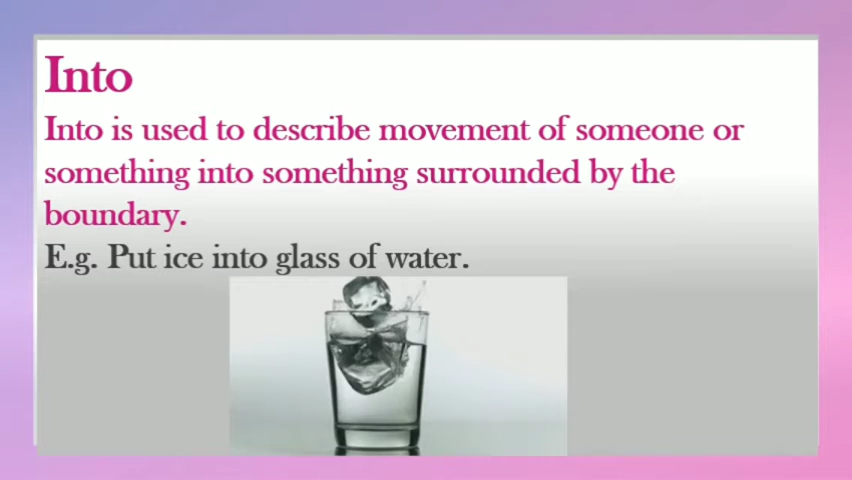 Into
Into is used to describe movement of someone or
something into something surrounded by the
boundary.
E.g. Put ice into glass of water.